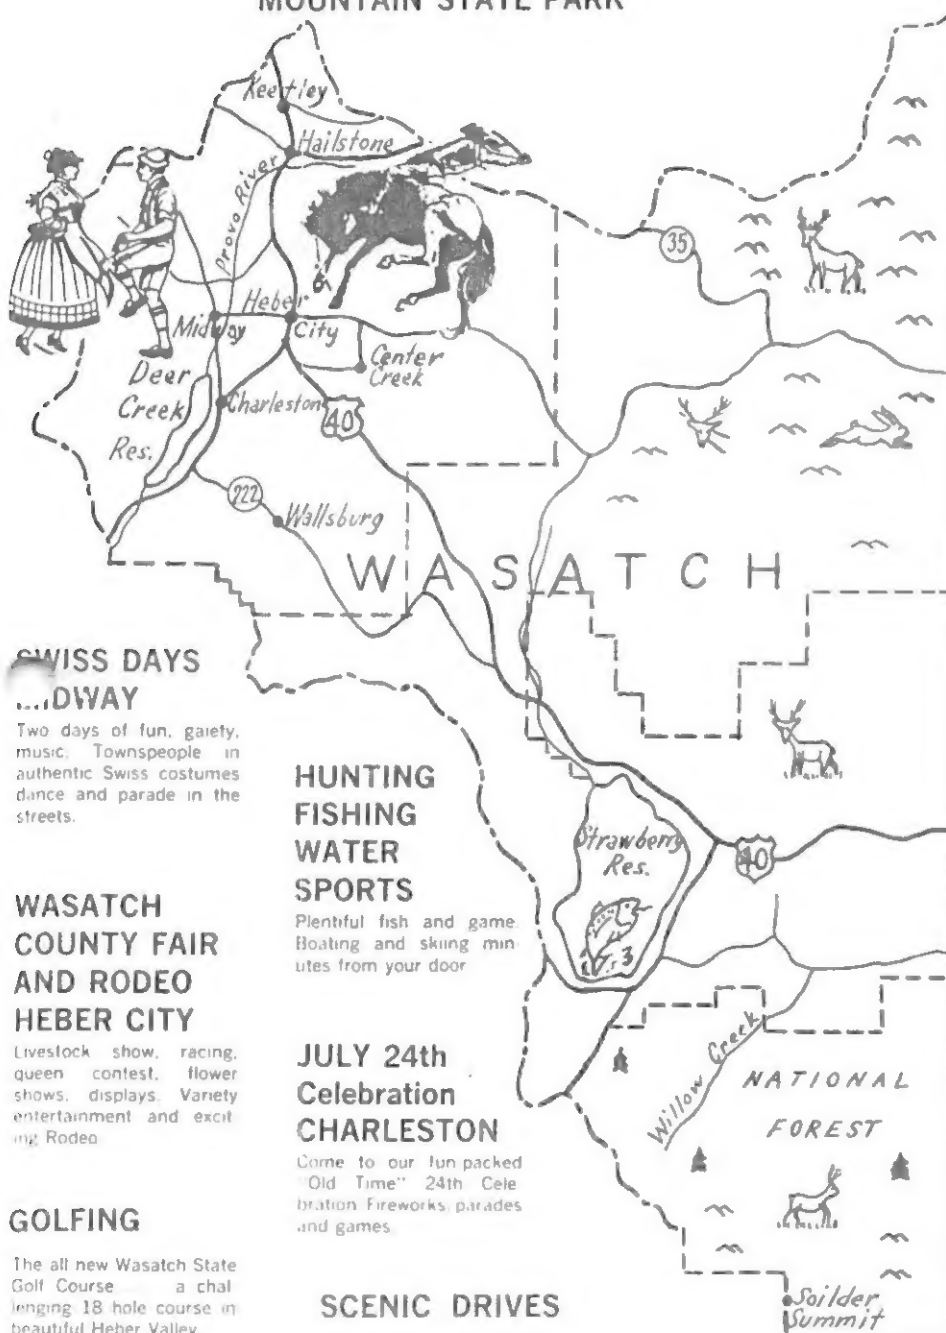 MOUNTAIN STATE PARK
Keetley
Hailstone
Provo River
35
Heber
City
Midway
Center
Creek
Deer
Creek
Res.
Charleston
40
222
Wallsburg
WASATCH
SWISS DAYS
Two days of fun, gaiety,
music. Townspeople in
authentic Swiss costumes
dance and parade in the
streets.
HUNTING
FISHING
WATER
SPORTS
Plentiful fish and game.
Boating and skiing min
utes from your door
Strawberry
Res.
40
WASATCH
COUNTY FAIR
AND RODEO
HEBER CITY
Livestock show, racing,
queen contest, flower
shows, displays. Variety
entertainment and excit
ing Rodeo
JULY 24th
Celebration
CHARLESTON
Come to our fun packed
"Old Time" 24th Cele
bration Fireworks, parades
and games.
Willow Creek
NATIONAL
FOREST
GOLFING
The all new Wasatch State
Golf Course a chal
lenging 18 hole course in
beautiful Heber Valley
SCENIC DRIVES
Soilder
Summit